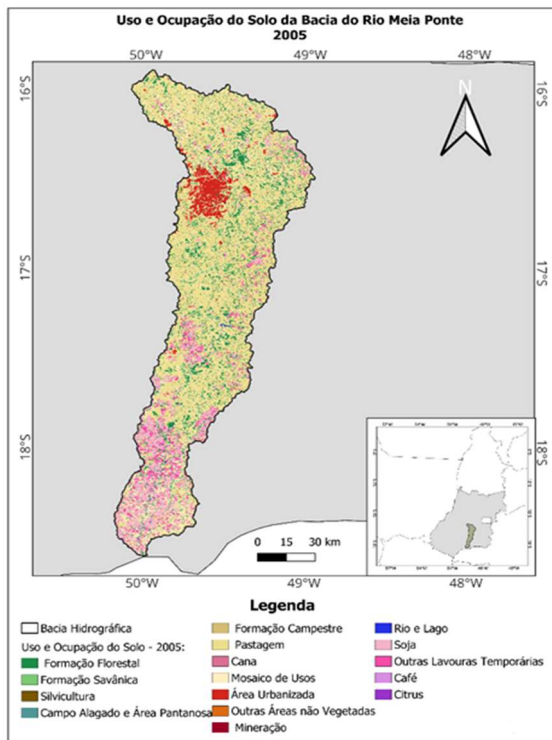 Uso e Ocupação do Solo da Bacia do Rio Meia Ponte
2005
50°W 49°W 48°W
16°S 16°S
N
17°S 17°S
18°S 18°S
0 15 30 km
50°W 49°W 48°W
Legenda
Bacia Hidrográfica
Uso e Ocupação do Solo - 2005:
Formação Florestal
Formação Savânica
Silvicultura
Campo Alagado e Área Pantanosa
Formação Campestre
Pastagem
Cana
Mosaico de Usos
Área Urbanizada
Outras Áreas não Vegetadas
Mineração
Rio e Lago
Soja
Outras Lavouras Temporárias
Café
Citrus